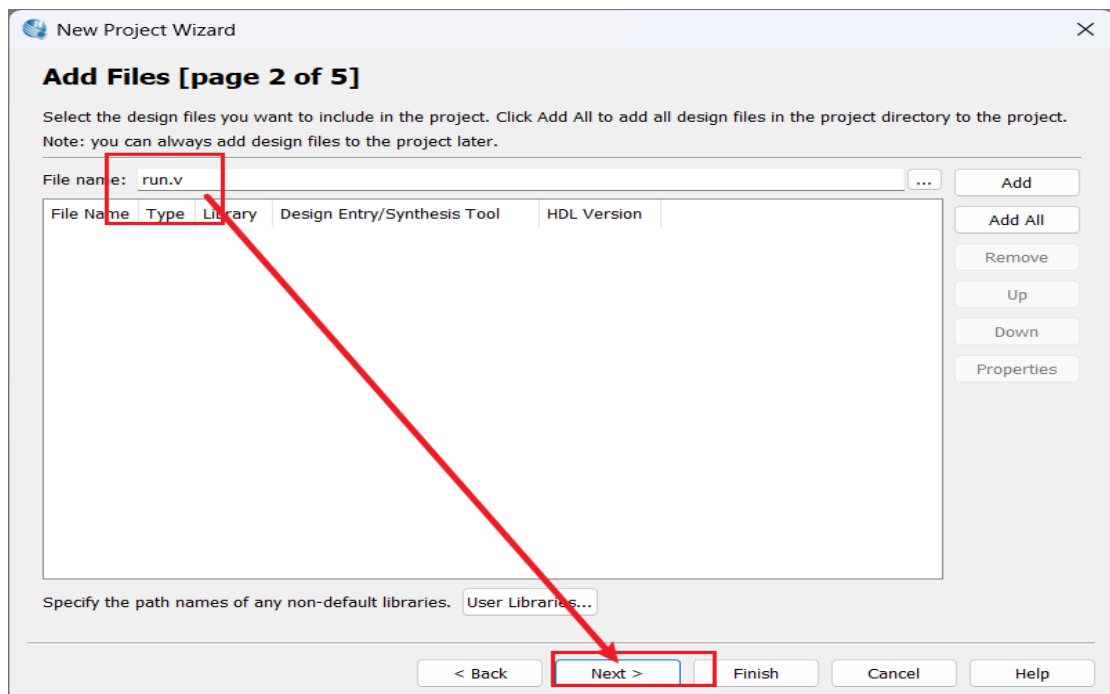 New Project Wizard
Add Files [page 2 of 5]
Select the design files you want to include in the project. Click Add All to add all design files in the project directory to the project.
Note: you can always add design files to the project later.
File name: run.v ... Add
File Name Type Library Design Entry/Synthesis Tool HDL Version Add All
Remove
Up
Down
Properties
Specify the path names of any non-default libraries. User Libraries...
< Back Next > Finish Cancel Help